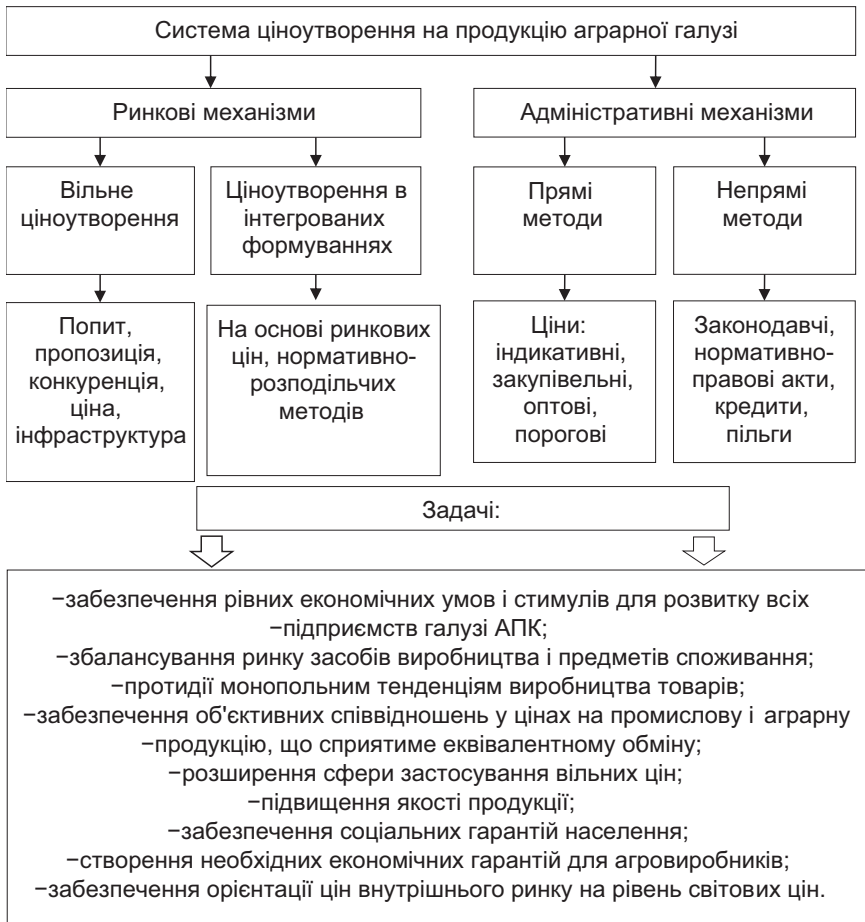 Система ціноутворення на продукцію аграрної галузі
Ринкові механізми
Адміністративні механізми
Вільне
ціноутворення
Ціноутворення в
інтегрованих
формуваннях
Прямі
методи
Непрямі
методи
Попит,
пропозиція,
конкуренція,
ціна,
інфраструктура
На основі ринкових
цін, нормативно-
розподільчих
методів
Ціни:
індикативні,
закупівельні,
оптові,
порогові
Законодавчі,
нормативно-
правові акти,
кредити,
пільги
Задачі:
−забезпечення рівних економічних умов і стимулів для розвитку всіх
−підприємств галузі АПК;
−збалансування ринку засобів виробництва і предметів споживання;
−протидії монопольним тенденціям виробництва товарів;
−забезпечення об'єктивних співвідношень у цінах на промислову і аграрну
−продукцію, що сприятиме еквівалентному обміну;
−розширення сфери застосування вільних цін;
−підвищення якості продукції;
−забезпечення соціальних гарантій населення;
−створення необхідних економічних гарантій для агровиробників;
−забезпечення орієнтації цін внутрішнього ринку на рівень світових цін.